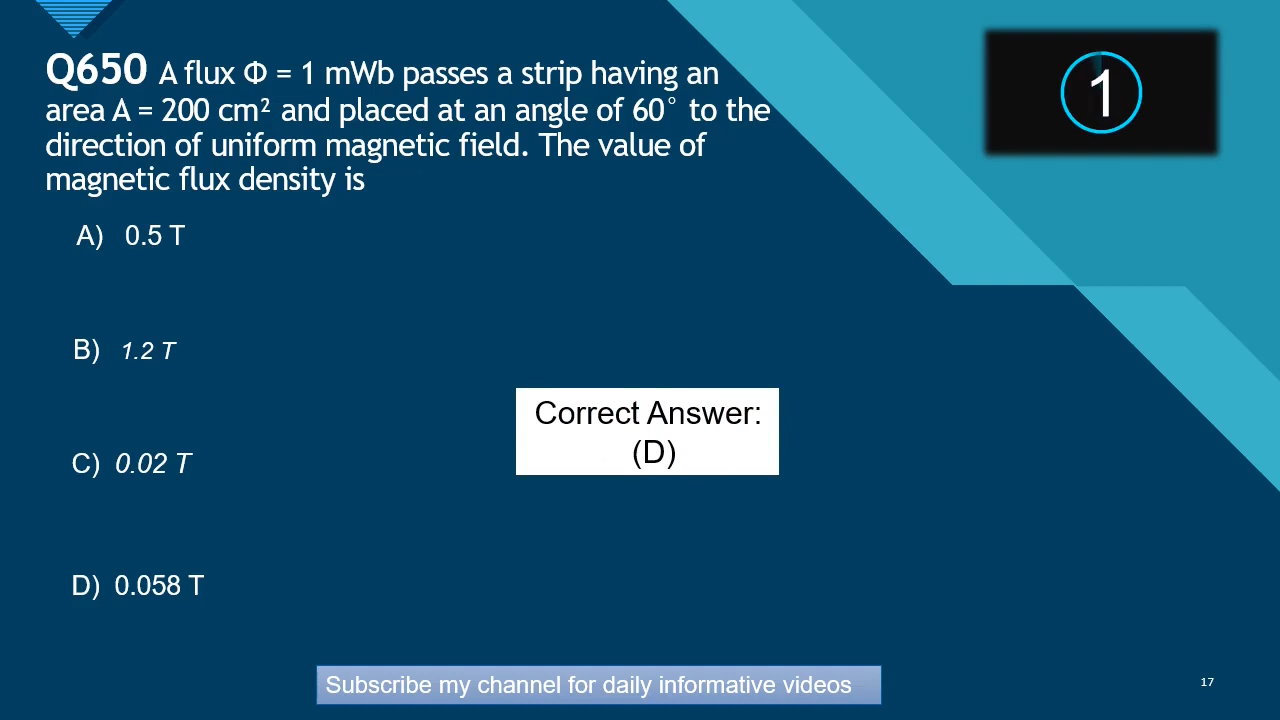 Q650 A flux Φ = 1 mWb passes a strip having an
area A = 200 cm² and placed at an angle of 60° to the
direction of uniform magnetic field. The value of
magnetic flux density is
1
A) 0.5 T
B) 1.2 T
C) 0.02 T
D) 0.058 T
Correct Answer:
(D)
Subscribe my channel for daily informative videos
17